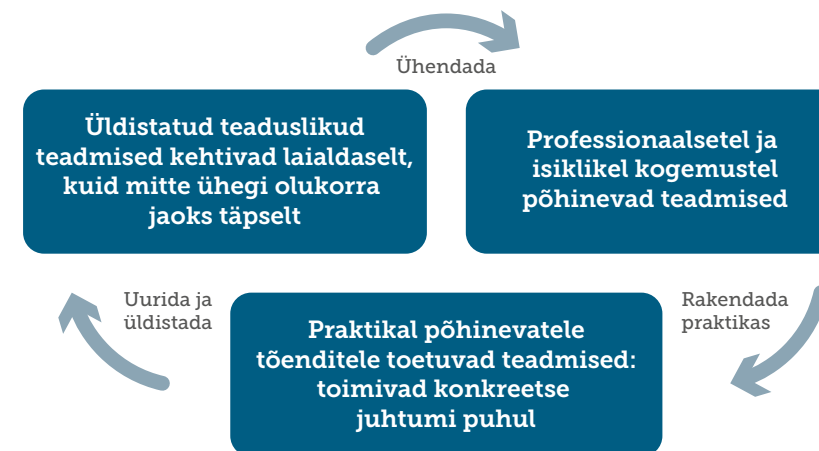 Ühendada
Üldistatud teaduslikud
teadmised kehtivad laialdaselt,
kuid mitte ühegi olukorra
jaoks täpselt
Professionaalsetel ja
isiklikel kogemustel
põhinevad teadmised
Uurida ja
üldistada
Rakendada
praktikas
Praktikal põhinevatele
tõenditele toetuvad teadmised:
toimivad konkreetse
juhtumi puhul